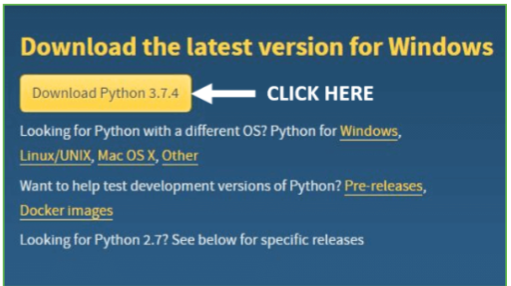 Download the latest version for Windows
Download Python 3.7.4 CLICK HERE
Looking for Python with a different OS? Python for Windows,
Linux/UNIX, Mac OS X, Other
Want to help test development versions of Python? Pre-releases,
Docker images
Looking for Python 2.7? See below for specific releases